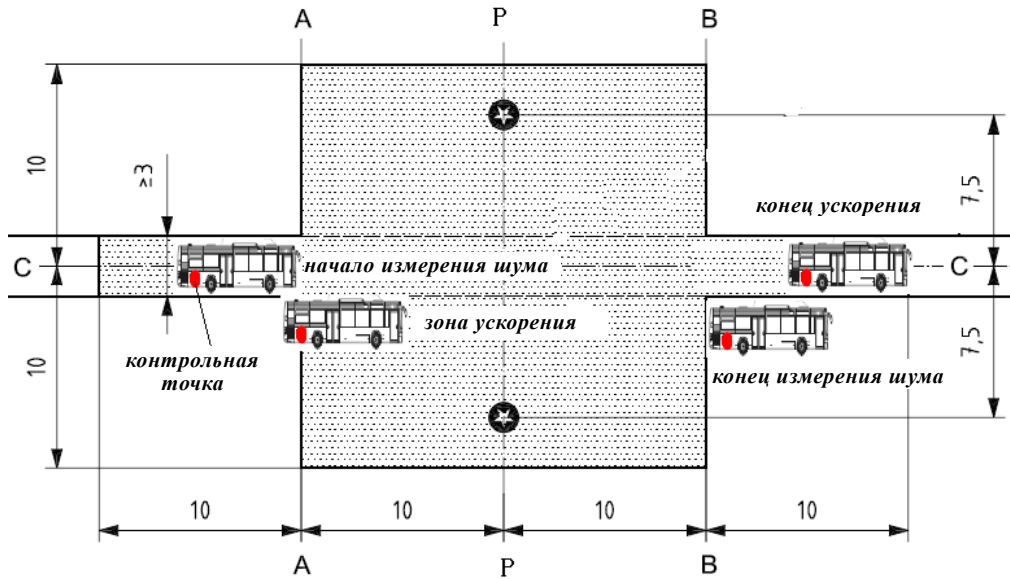 A
P
B
10
≥3
7,5
конец ускорения
C
начало измерения шума
C
зона ускорения
контрольная
точка
10
7,5
конец измерения шума
10
10
10
10
A
P
B